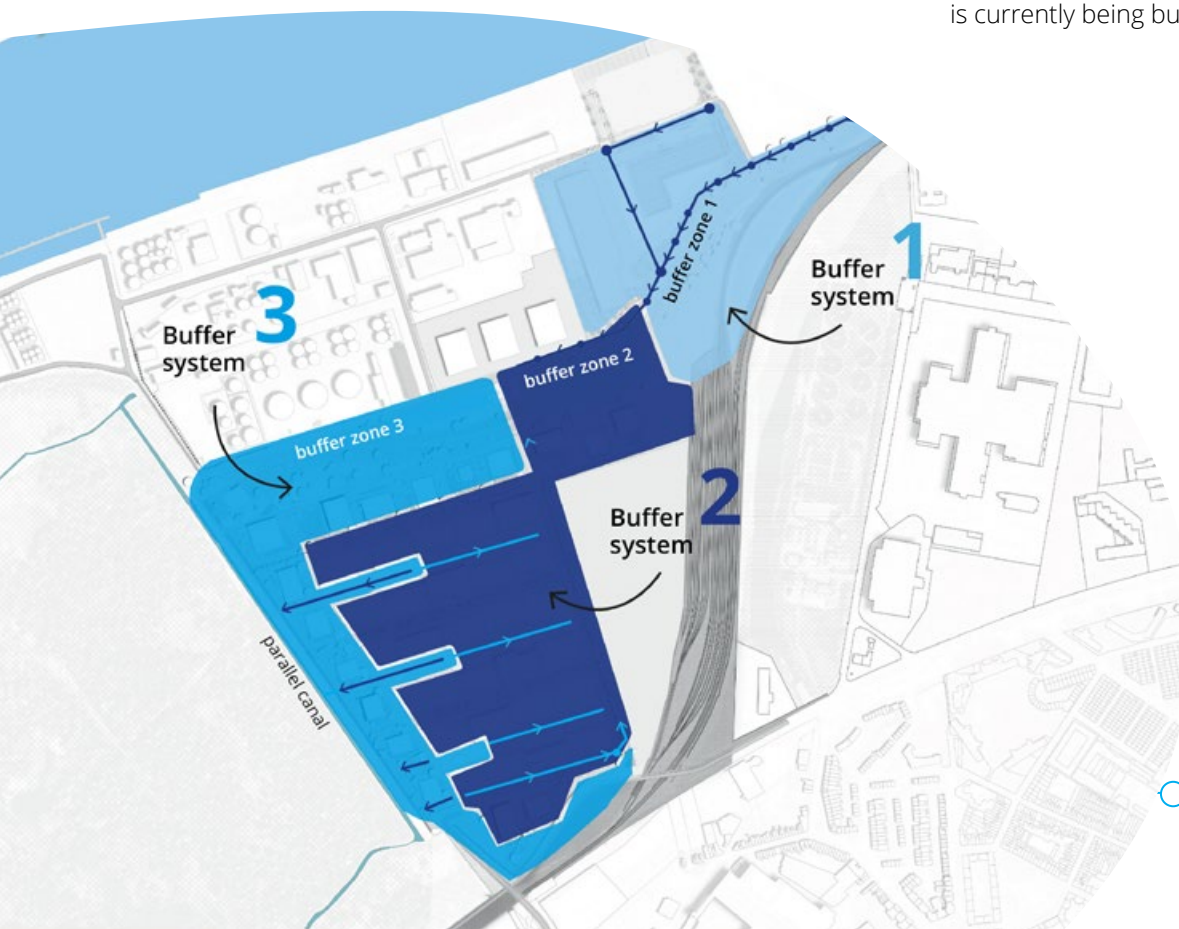 is currently being bu
buffer zone 1
1
Buffer
system
3
Buffer
system
buffer zone 2
buffer zone 3
2
Buffer
system
parallel canal